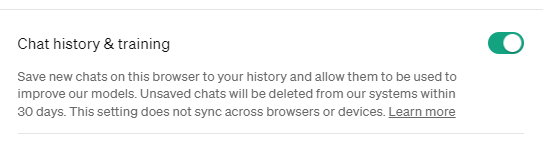 Chat history & training
Save new chats on this browser to your history and allow them to be used to
improve our models. Unsaved chats will be deleted from our systems within
30 days. This setting does not sync across browsers or devices. Learn more